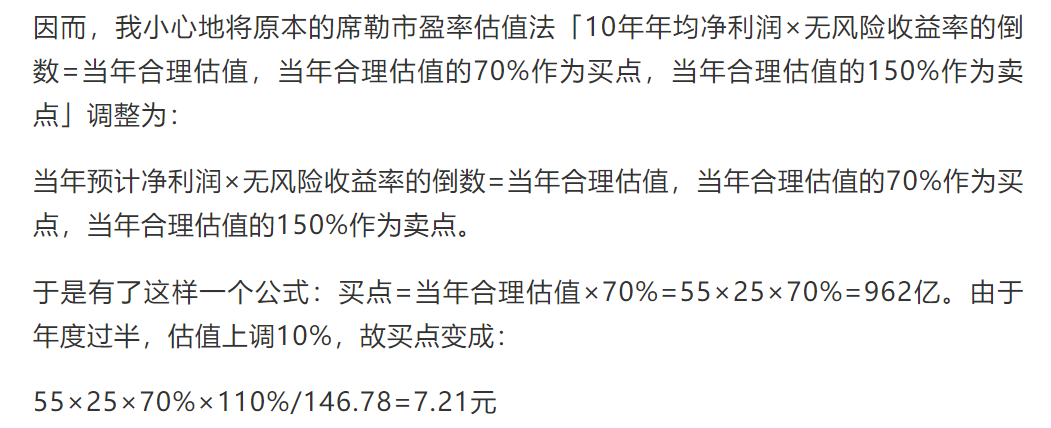 因而，我小心地将原本的席勒市盈率估值法「10年年均净利润×无风险收益率的倒
数=当年合理估值，当年合理估值的70%作为买点，当年合理估值的150%作为卖
点」调整为：
当年预计净利润×无风险收益率的倒数=当年合理估值，当年合理估值的70%作为买
点，当年合理估值的150%作为卖点。
于是有了这样一个公式：买点=当年合理估值×70%=55×25×70%=962亿。由于
年度过半，估值上调10%，故买点变成：
55×25×70%×110%/146.78=7.21元